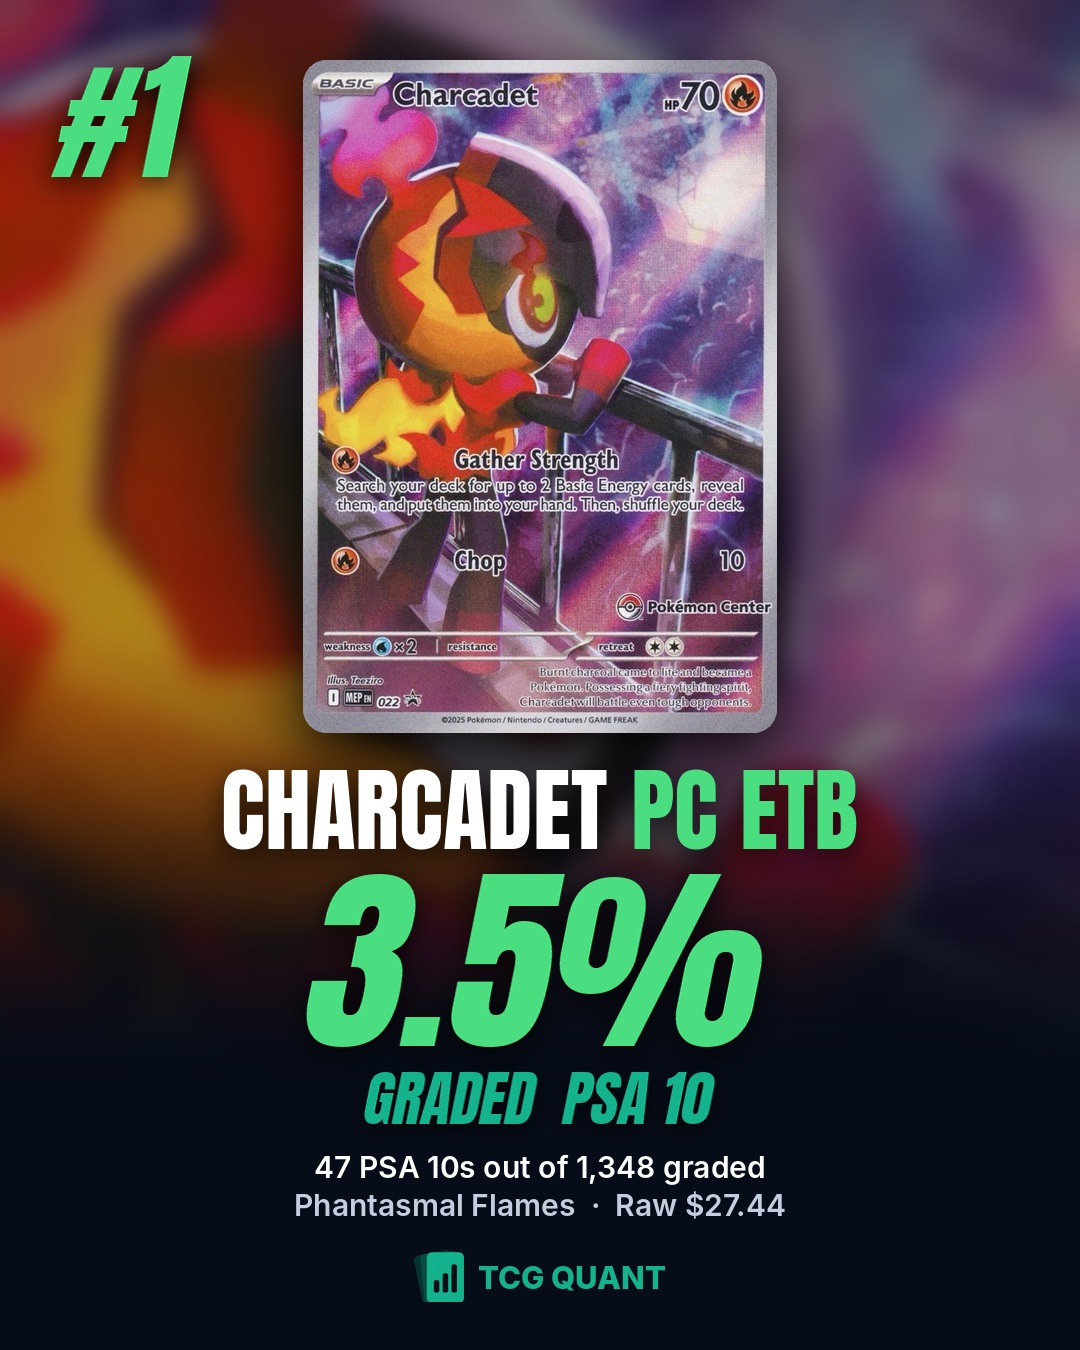 #1
BASIC
Charcadet
HP70
Gather Strength
Search your deck for up to 2 Basic Energy cards, reveal
them, and put them into your hand. Then, shuffle your deck.
Chop 10
Pokémon Center
weakness ×2 resistance retreat
Burnt charcoal came to life and became a
Pokémon. Possessing a fiery fighting spirit,
Charcadet will battle even tough opponents.
Illus. Teeziro
I MEP EN 022
©2025 Pokémon / Nintendo / Creatures / GAME FREAK
CHARCADET PC ETB
3.5%
GRADED PSA 10
47 PSA 10s out of 1,348 graded
Phantasmal Flames · Raw $27.44
TCG QUANT